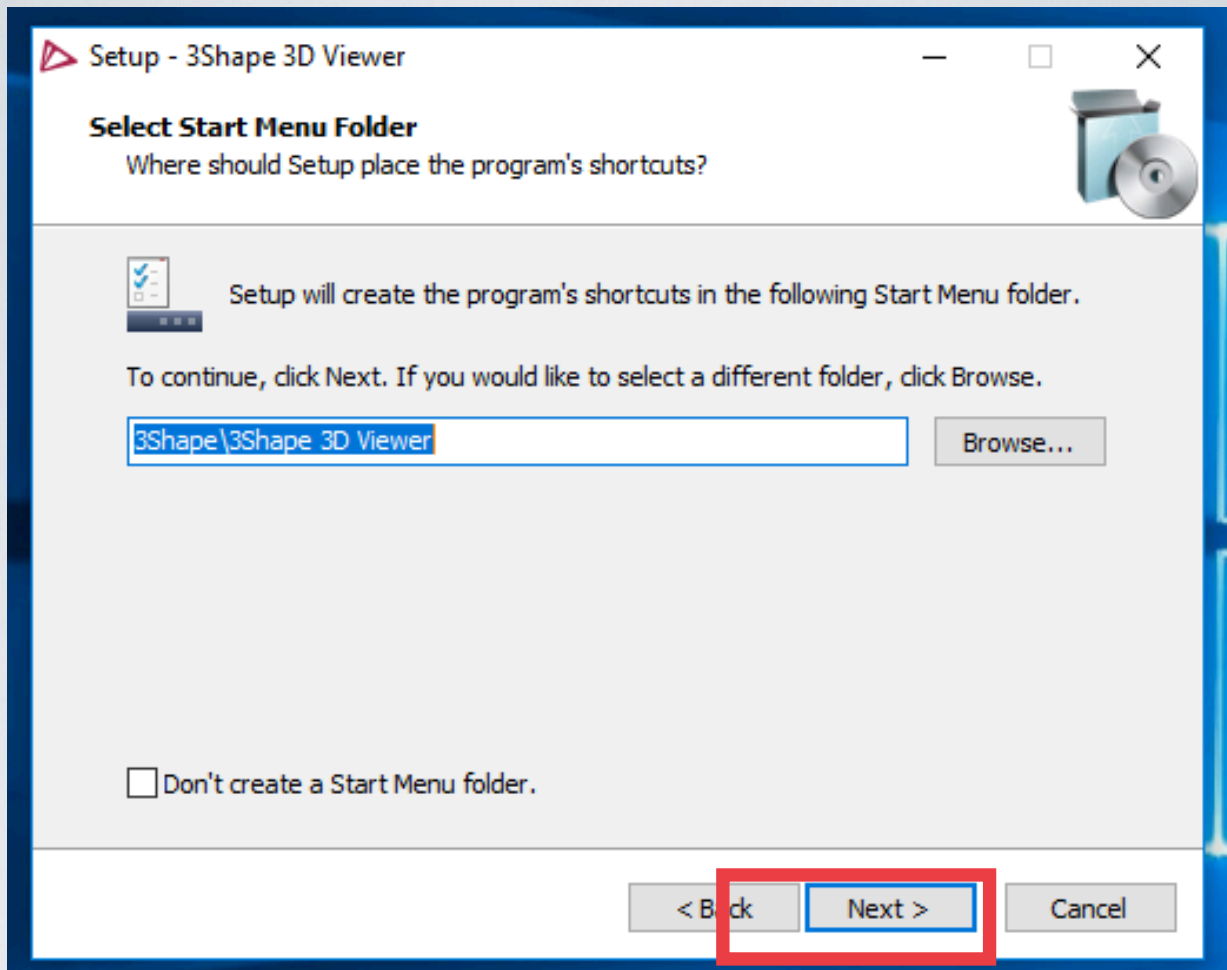 Setup - 3Shape 3D Viewer
Select Start Menu Folder
Where should Setup place the program's shortcuts?
Setup will create the program's shortcuts in the following Start Menu folder.
To continue, click Next. If you would like to select a different folder, click Browse.
3Shape\3Shape 3D Viewer
Browse...
Don't create a Start Menu folder.
< Back
Next >
Cancel